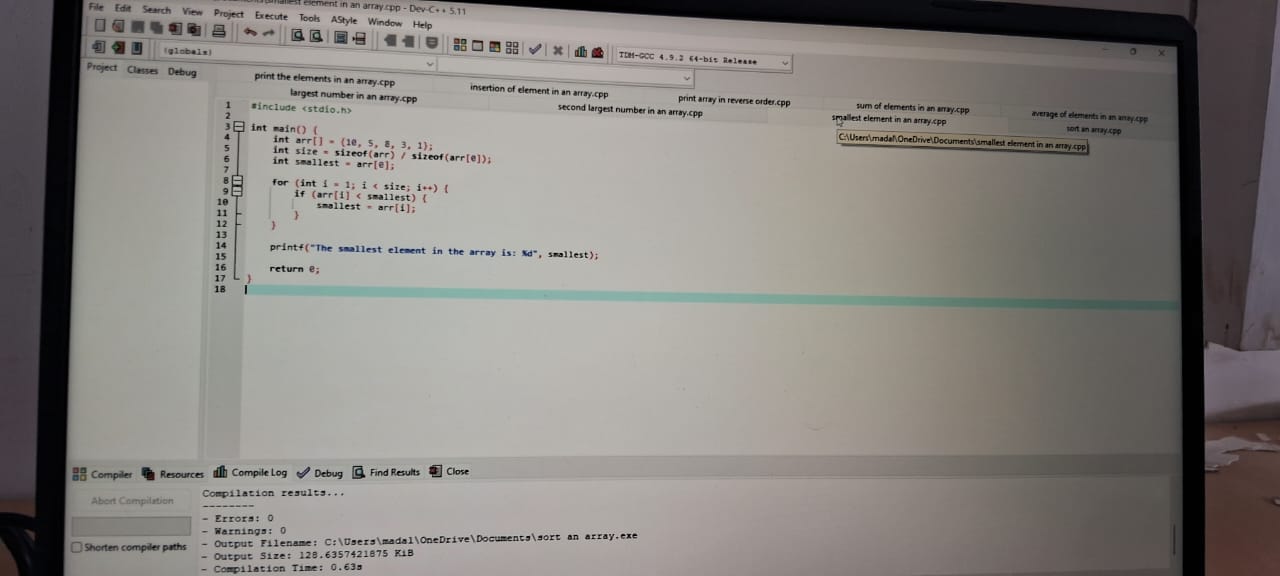 smallest element in an array.cpp - Dev-C++ 5.11
File Edit Search View Project Execute Tools AStyle Window Help
TDM-GCC 4.9.2 64-bit Release
(globals)
Project Classes Debug
print the elements in an array.cpp insertion of element in an array.cpp print array in reverse order.cpp sum of elements in an array.cpp average of elements in an array.cpp
largest number in an array.cpp second largest number in an array.cpp smallest element in an array.cpp sort an array.cpp
C:\Users\madal\OneDrive\Documents\smallest element in an array.cpp
1 #include <stdio.h>
2
3 int main() {
4 int arr[] = {10, 5, 8, 3, 1};
5 int size = sizeof(arr) / sizeof(arr[0]);
6 int smallest = arr[0];
7
8 for (int i = 1; i < size; i++) {
9 if (arr[i] < smallest) {
10 smallest = arr[i];
11 }
12 }
13
14 printf("The smallest element in the array is: %d", smallest);
15
16 return 0;
17 }
18
Compiler Resources Compile Log Debug Find Results Close
Abort Compilation
Shorten compiler paths
Compilation results...
--------
- Errors: 0
- Warnings: 0
- Output Filename: C:\Users\madal\OneDrive\Documents\sort an array.exe
- Output Size: 128.6357421875 KiB
- Compilation Time: 0.63s